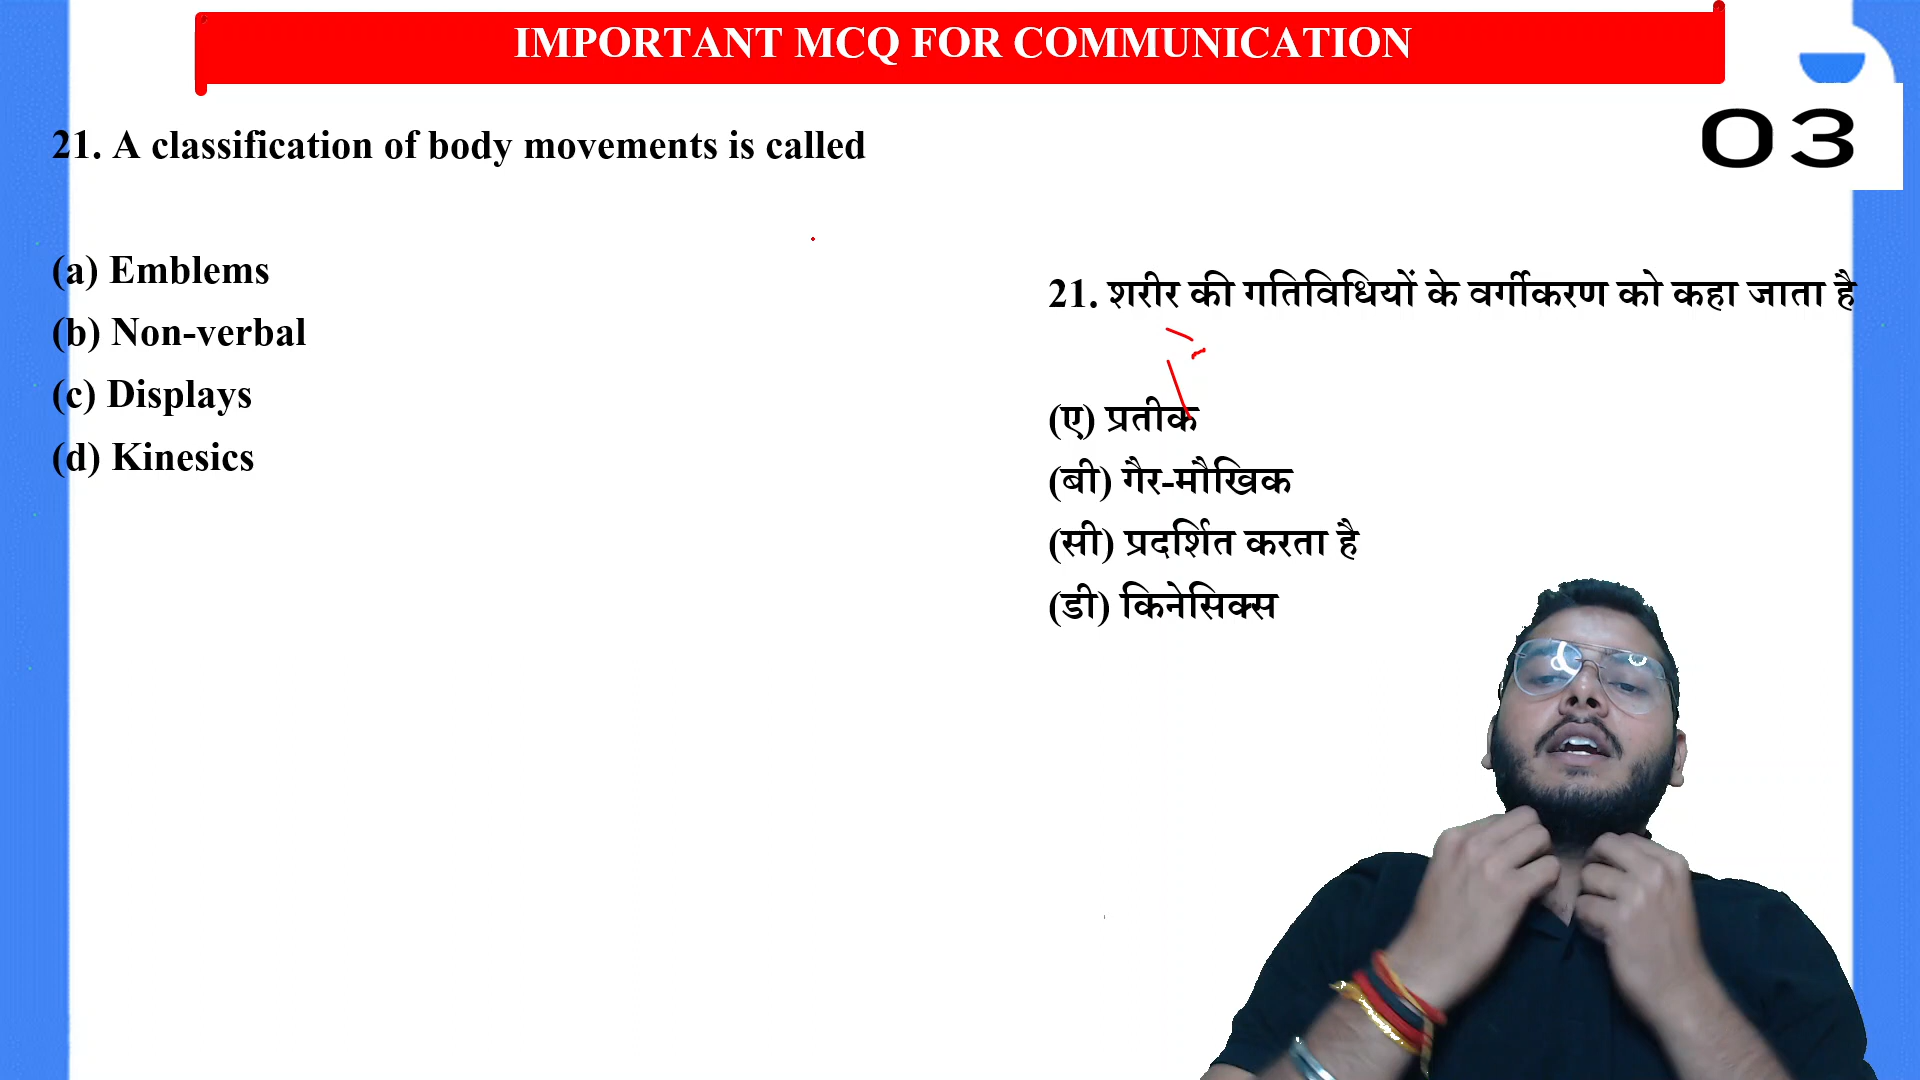 IMPORTANT MCQ FOR COMMUNICATION
03
21. A classification of body movements is called
(a) Emblems
(b) Non-verbal
(c) Displays
(d) Kinesics
21. शरीर की गतिविधियों के वर्गीकरण को कहा जाता है
(ए) प्रतीक
(बी) गैर-मौखिक
(सी) प्रदर्शित करता है
(डी) किनेसिक्स